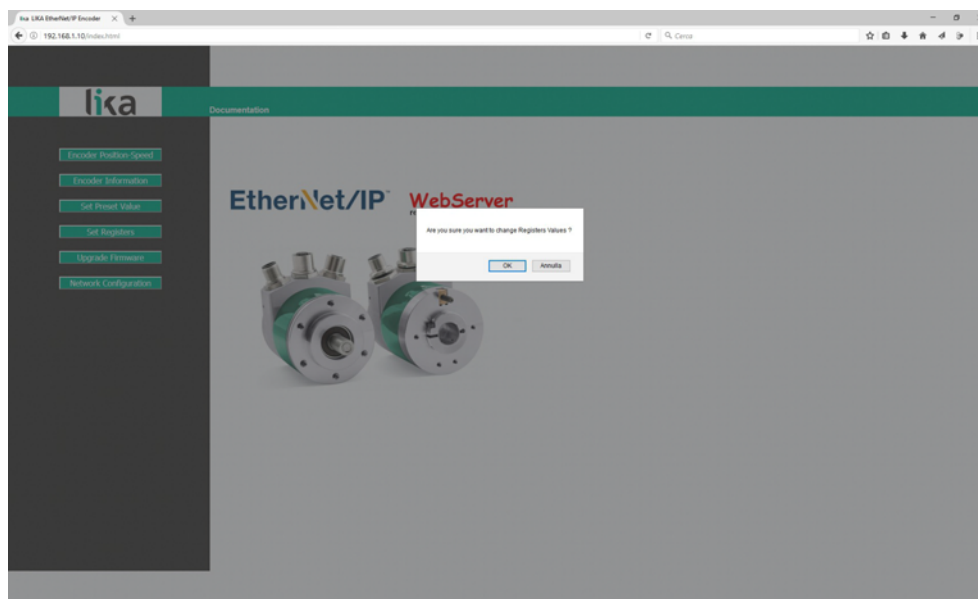 lika LIKA EtherNet/IP Encoder
192.168.1.10/index.html
Cerca
lika
Documentation
Encoder Position-Speed
Encoder Information
Set Preset Value
Set Registers
Upgrade Firmware
Network Configuration
EtherNet/IP™
WebServer
Are you sure you want to change Registers Values ?
OK
Annulla